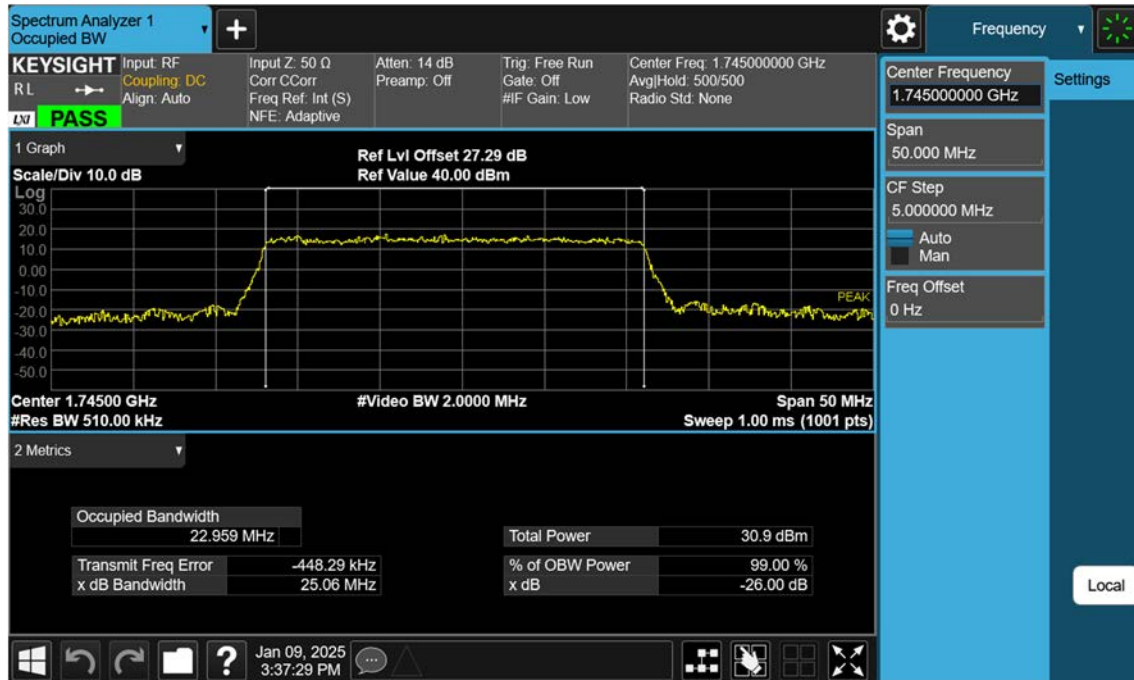 Spectrum Analyzer 1
Occupied BW
+
Frequency
KEYSIGHT
R L
LXI PASS
Input: RF
Coupling: DC
Align: Auto
Input Z: 50 Ω
Corr CCorr
Freq Ref: Int (S)
NFE: Adaptive
Atten: 14 dB
Preamp: Off
Trig: Free Run
Gate: Off
#IF Gain: Low
Center Freq: 1.745000000 GHz
Avg|Hold: 500/500
Radio Std: None
1 Graph
Scale/Div 10.0 dB
Ref Lvl Offset 27.29 dB
Ref Value 40.00 dBm
Log
30.0
20.0
10.0
0.00
-10.0
-20.0
-30.0
-40.0
-50.0
PEAK
Center 1.74500 GHz
#Video BW 2.0000 MHz
Span 50 MHz
#Res BW 510.00 kHz
Sweep 1.00 ms (1001 pts)
2 Metrics
Occupied Bandwidth
22.959 MHz
Total Power 30.9 dBm
Transmit Freq Error -448.29 kHz
% of OBW Power 99.00 %
x dB Bandwidth 25.06 MHz
x dB -26.00 dB
?
Jan 09, 2025
3:37:29 PM
Center Frequency
1.745000000 GHz
Span
50.000 MHz
CF Step
5.000000 MHz
Auto
Man
Freq Offset
0 Hz
Settings
Local